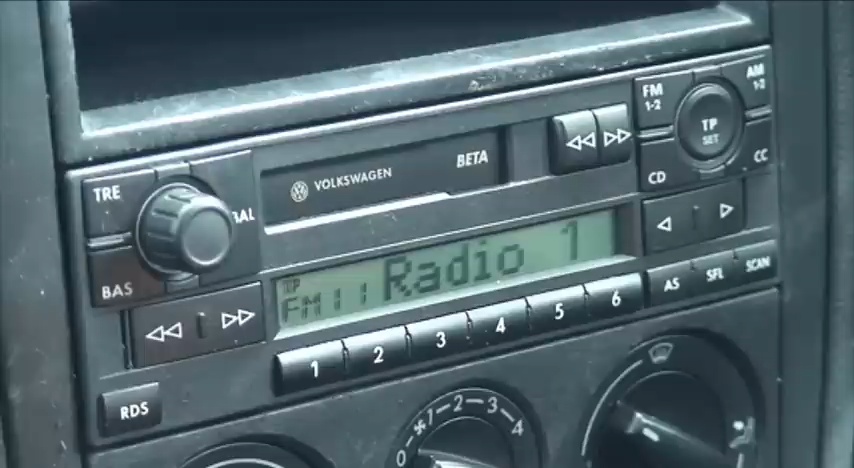 FM
1-2
AM
1-2
TP
SET
CD
CC
VOLKSWAGEN
BETA
TRE
BAL
BAS
TP
FM11
Radio 1
1
2
3
4
5
6
AS
SFL
SCAN
RDS
0
1
2
3
4